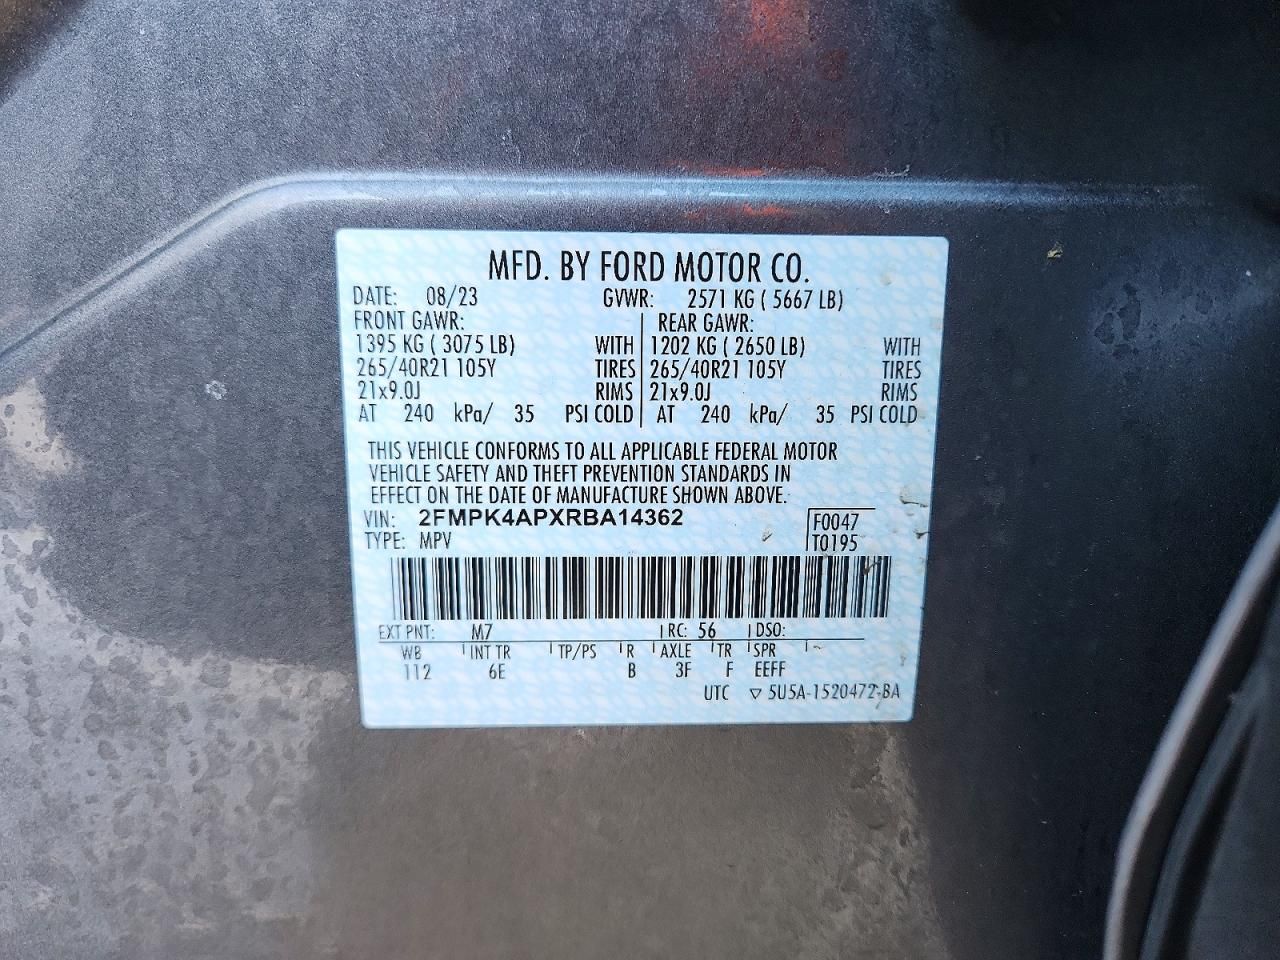 MFD. BY FORD MOTOR CO.
DATE: 08/23 GVWR: 2571 KG ( 5667 LB)
FRONT GAWR: REAR GAWR:
1395 KG ( 3075 LB) WITH 1202 KG ( 2650 LB) WITH
265/40R21 105Y TIRES 265/40R21 105Y TIRES
21x9.0J RIMS 21x9.0J RIMS
AT 240 kPa/ 35 PSI COLD AT 240 kPa/ 35 PSI COLD
THIS VEHICLE CONFORMS TO ALL APPLICABLE FEDERAL MOTOR
VEHICLE SAFETY AND THEFT PREVENTION STANDARDS IN
EFFECT ON THE DATE OF MANUFACTURE SHOWN ABOVE.
VIN: 2FMPK4APXRBA14362 F0047
TYPE: MPV T0195
EXT PNT: M7 RC: 56 DSO:
WB INT TR TP/PS R AXLE TR SPR
112 6E B 3F F EEFF
UTC ▽ 5U5A-1520472-BA